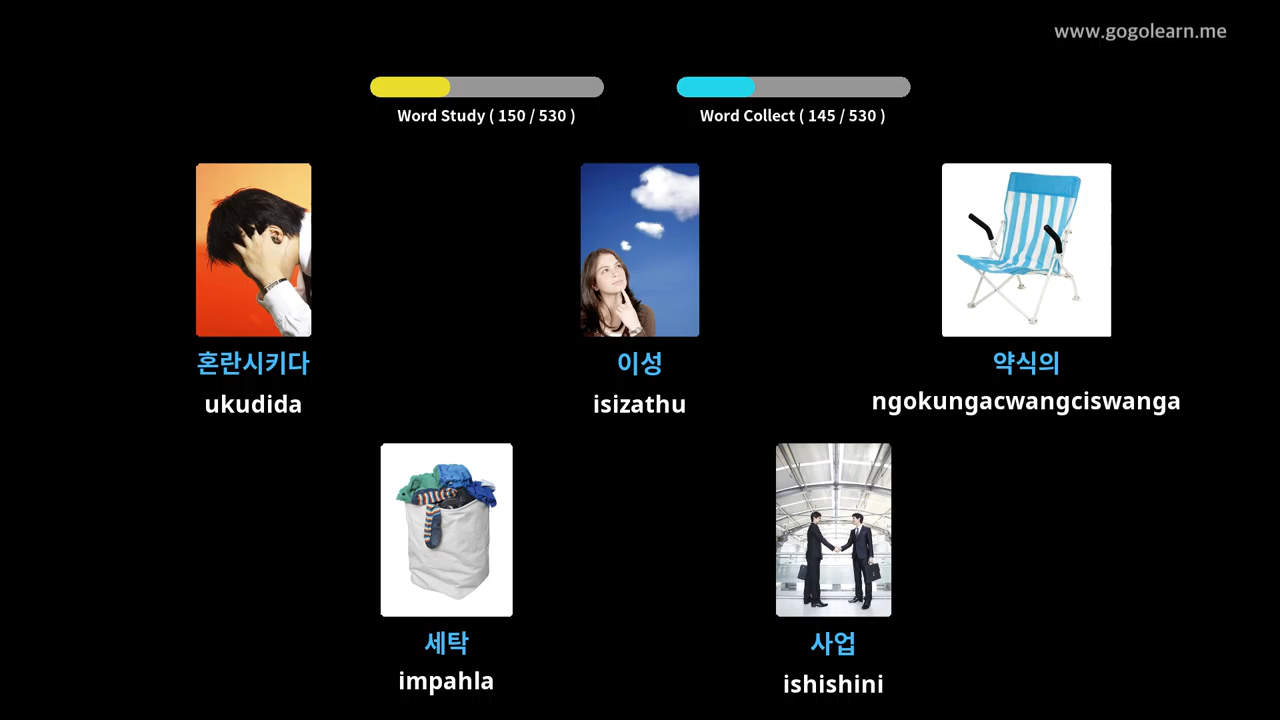 www.gogolearn.me
Word Study ( 150 / 530 )
Word Collect ( 145 / 530 )
혼란시키다
ukudida
이성
isizathu
약식의
ngokungacwangciswanga
세탁
impahla
사업
ishishini